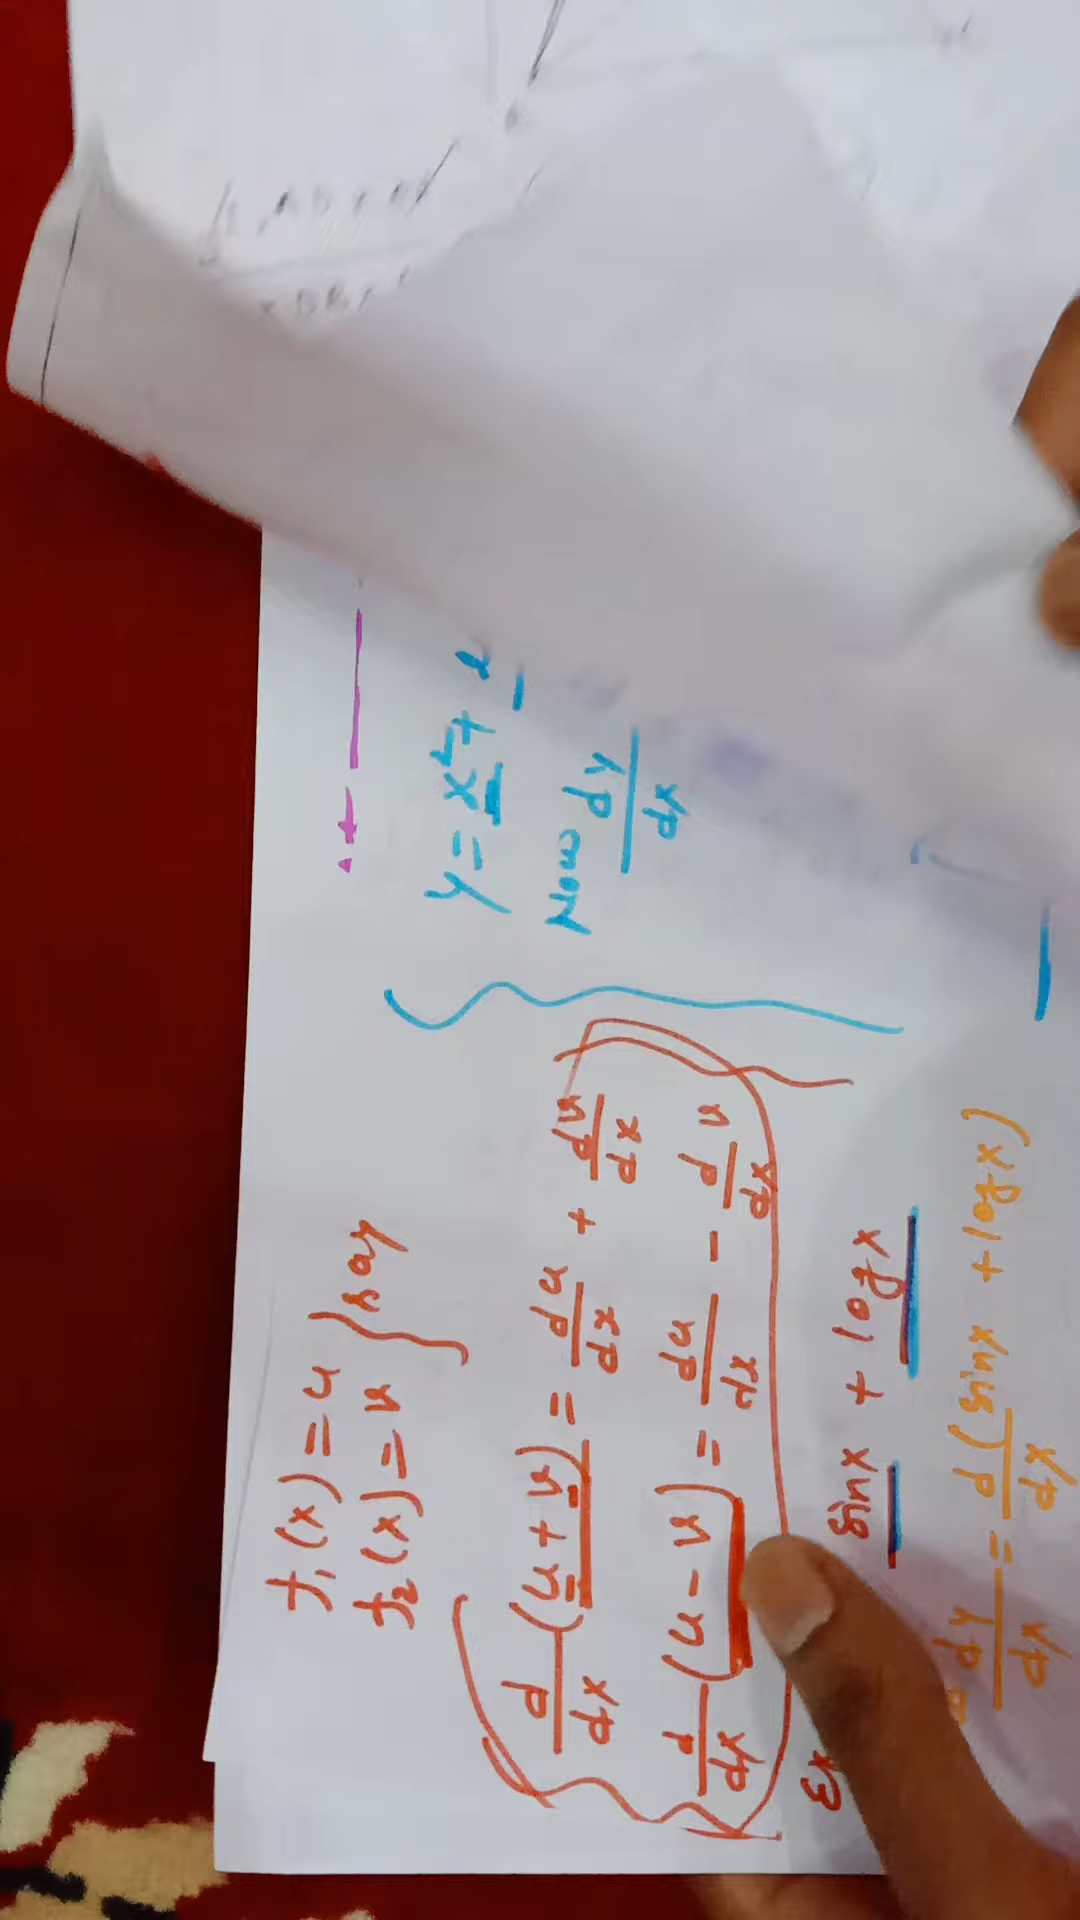 f₁(x) = u
f₂(x) = v } say
d/dx (u + v) = du/dx + dv/dx
d/dx (u - v) = du/dx - dv/dx
Ex
sinx + logx
dy/dx = d/dx (sinx + logx)
y = x² +
Now dy/dx